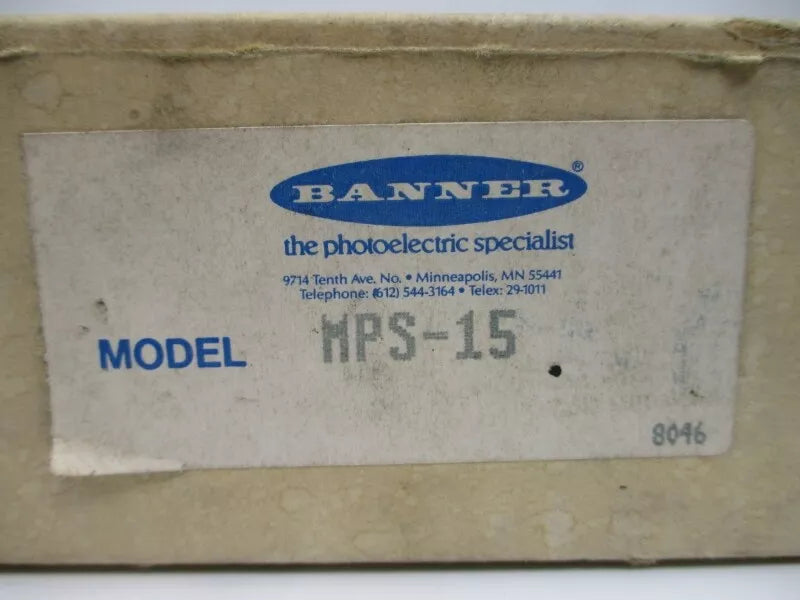 BANNER®
the photoelectric specialist
9714 Tenth Ave. No. • Minneapolis, MN 55441
Telephone: (612) 544-3164 • Telex: 29-1011
MODEL MPS-15
8046